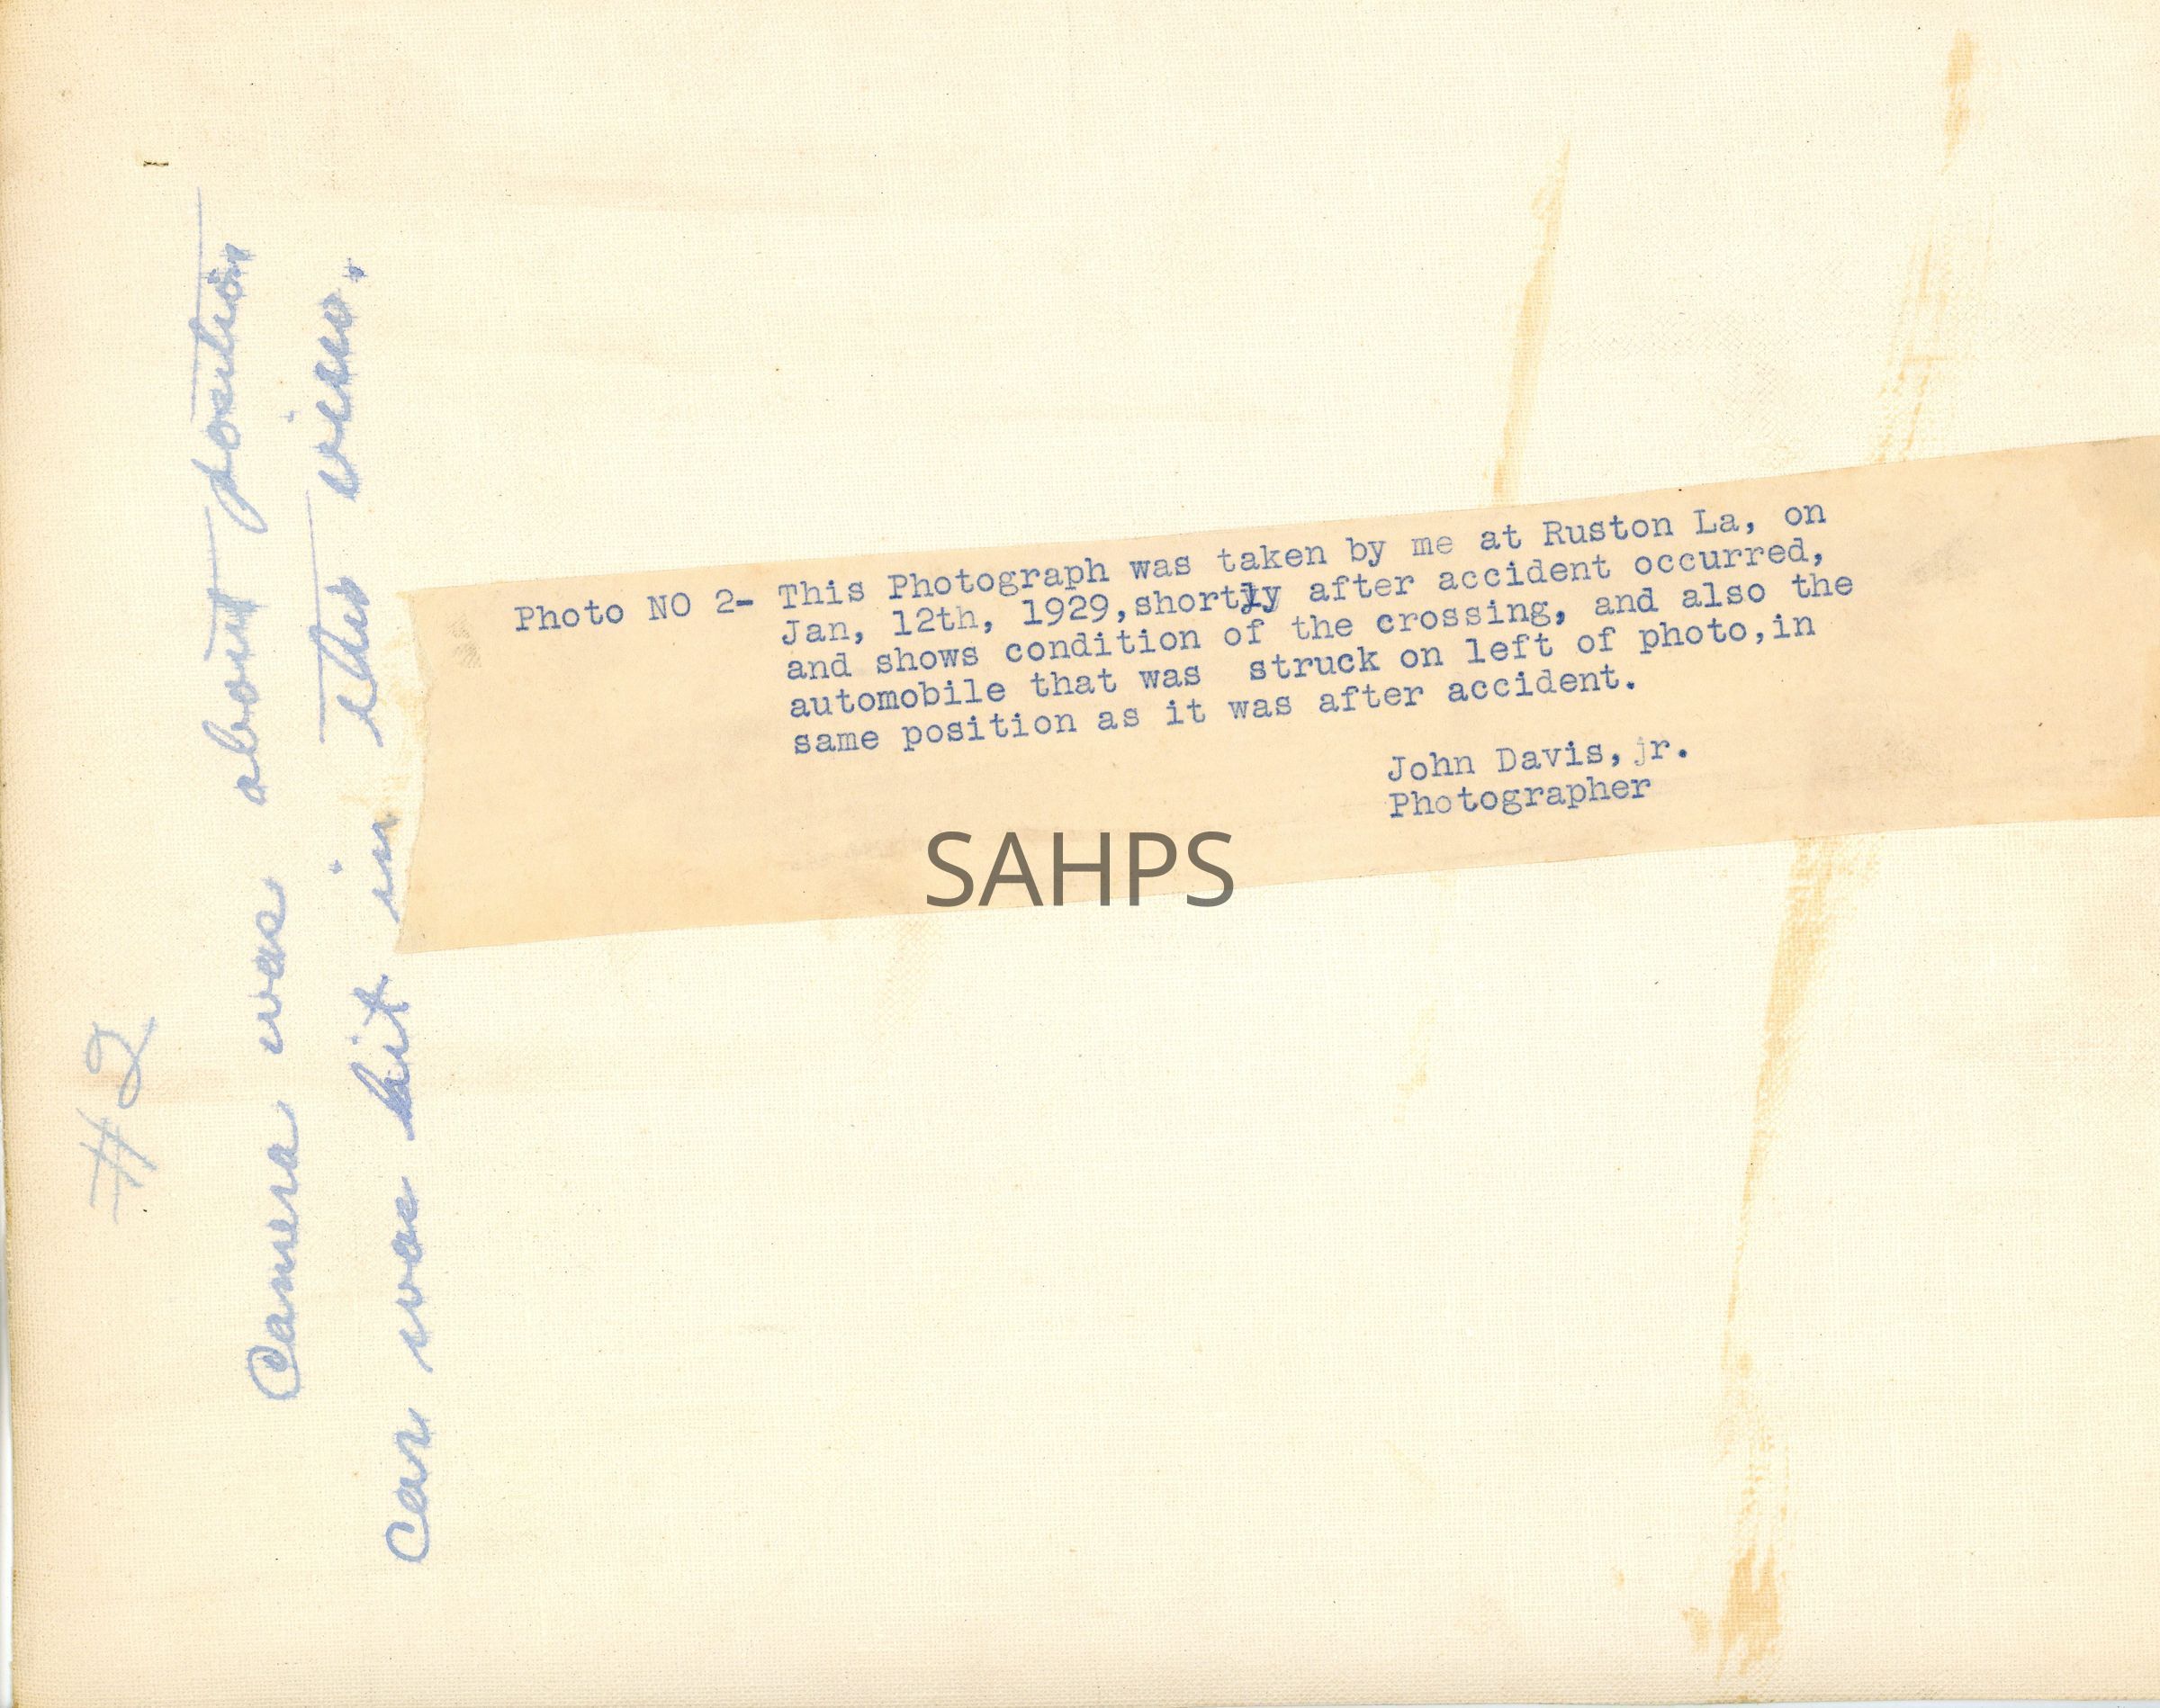 #2
Camera was about position
Car was hit in this view.
Photo NO 2- This Photograph was taken by me at Ruston La, on
Jan, 12th, 1929,shortly after accident occurred,
and shows condition of the crossing, and also the
automobile that was  struck on left of photo,in
same position as it was after accident.
John Davis,jr.
Photographer
SAHPS